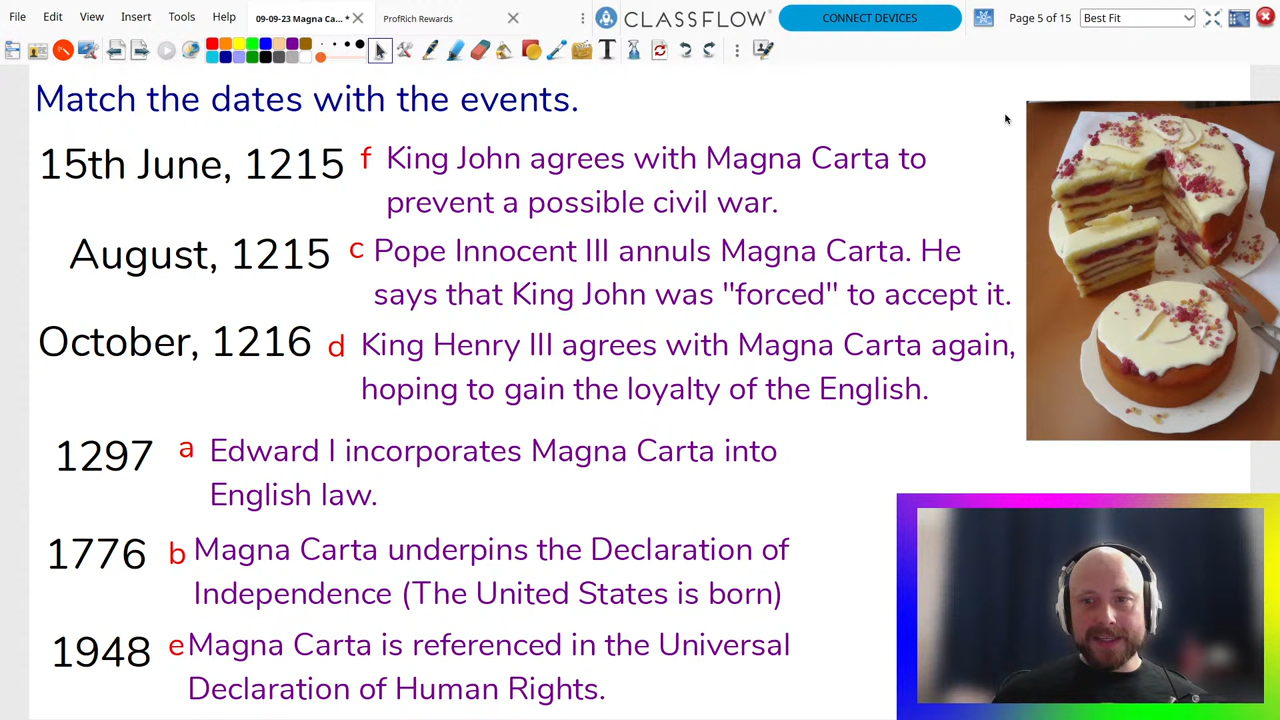 File Edit View Insert Tools Help 09-09-23 Magna Ca... * ProfRich Rewards CLASSFLOW CONNECT DEVICES Page 5 of 15 Best Fit
Match the dates with the events.
15th June, 1215 f King John agrees with Magna Carta to
prevent a possible civil war.
August, 1215 c Pope Innocent III annuls Magna Carta. He
says that King John was "forced" to accept it.
October, 1216 d King Henry III agrees with Magna Carta again,
hoping to gain the loyalty of the English.
1297 a Edward I incorporates Magna Carta into
English law.
1776 b Magna Carta underpins the Declaration of
Independence (The United States is born)
1948 e Magna Carta is referenced in the Universal
Declaration of Human Rights.